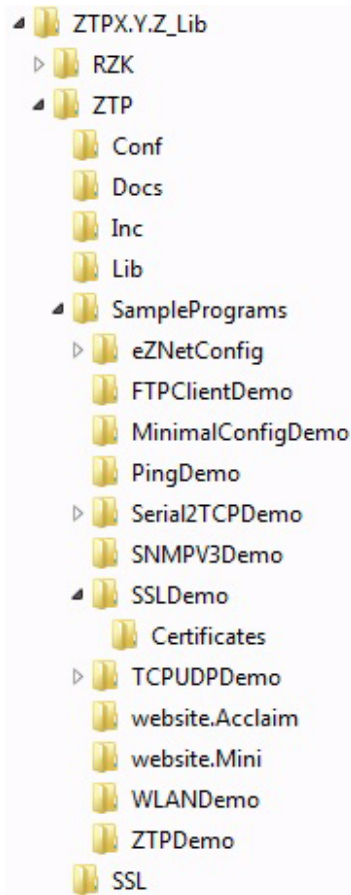 ZTPX.Y.Z_Lib
RZK
ZTP
Conf
Docs
Inc
Lib
SamplePrograms
eZNetConfig
FTPClientDemo
MinimalConfigDemo
PingDemo
Serial2TCPDemo
SNMPV3Demo
SSLDemo
Certificates
TCPUDPDemo
website.Acclaim
website.Mini
WLANDemo
ZTPDemo
SSL